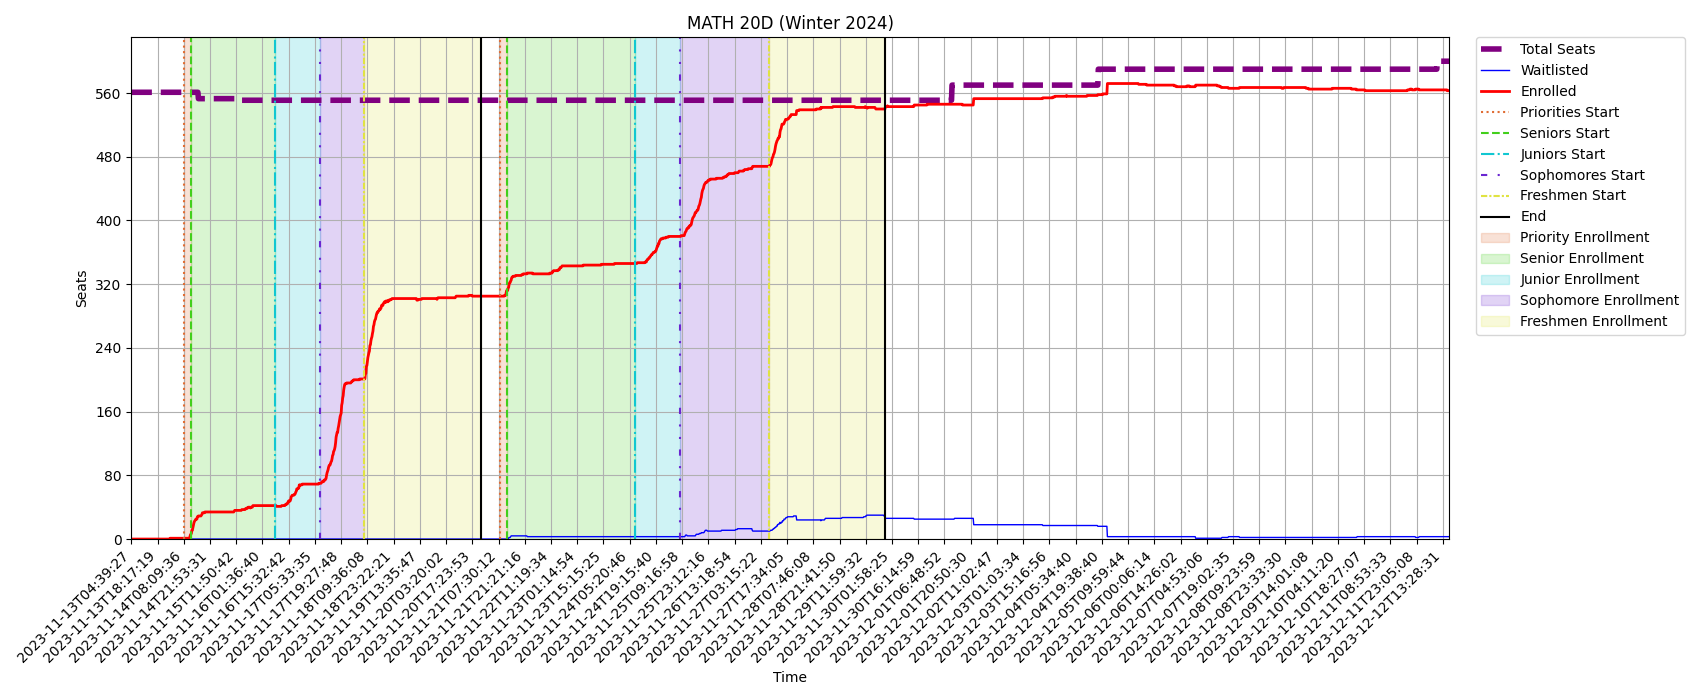 MATH 20D (Winter 2024)
Total Seats
Waitlisted
Enrolled
Priorities Start
Seniors Start
Juniors Start
Sophomores Start
Freshmen Start
End
Priority Enrollment
Senior Enrollment
Junior Enrollment
Sophomore Enrollment
Freshmen Enrollment
Seats
560
480
400
320
240
160
80
0
2023-11-13T04:39:27
2023-11-13T18:17:19
2023-11-14T08:09:36
2023-11-14T21:53:31
2023-11-15T11:50:42
2023-11-16T01:36:40
2023-11-16T15:32:42
2023-11-17T05:33:35
2023-11-17T19:27:48
2023-11-18T09:36:08
2023-11-18T23:22:21
2023-11-19T13:35:47
2023-11-20T03:20:02
2023-11-20T17:23:53
2023-11-21T07:30:12
2023-11-21T21:21:16
2023-11-22T11:19:34
2023-11-23T01:14:54
2023-11-23T15:15:25
2023-11-24T05:20:46
2023-11-24T19:15:40
2023-11-25T09:16:58
2023-11-25T23:12:16
2023-11-26T13:18:54
2023-11-27T03:15:22
2023-11-27T17:34:05
2023-11-28T07:46:08
2023-11-28T21:41:50
2023-11-29T11:59:32
2023-11-30T01:58:25
2023-11-30T16:14:59
2023-12-01T06:48:52
2023-12-01T20:50:30
2023-12-02T11:02:47
2023-12-03T01:03:34
2023-12-03T15:16:56
2023-12-04T05:34:40
2023-12-04T19:38:40
2023-12-05T09:59:44
2023-12-06T00:06:14
2023-12-06T14:26:02
2023-12-07T04:53:06
2023-12-07T19:02:35
2023-12-08T09:23:59
2023-12-08T23:33:30
2023-12-09T14:01:08
2023-12-10T04:11:20
2023-12-10T18:27:07
2023-12-11T08:53:33
2023-12-11T23:05:08
2023-12-12T13:28:31
Time